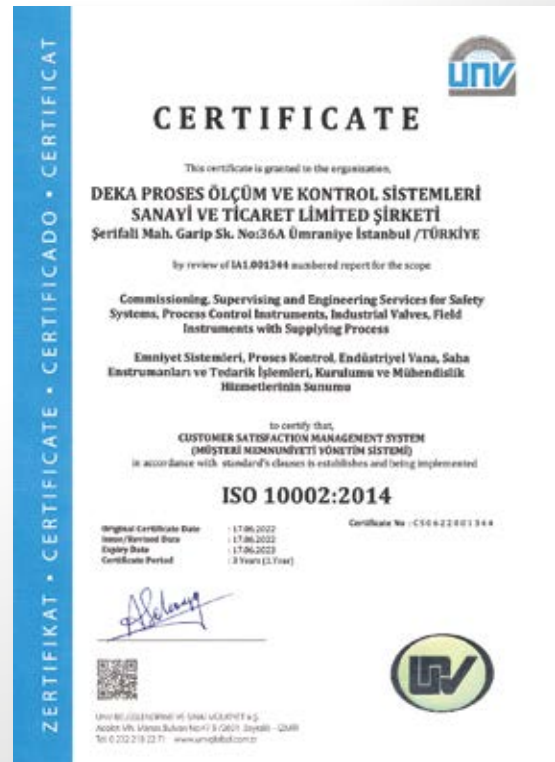 ZERTIFIKAT • CERTIFICATE • CERTIFICADO • CERTIFICAT
unv
CERTIFICATE
This certificate is granted to the organisation,
DEKA PROSES ÖLÇÜM VE KONTROL SİSTEMLERİ
SANAYİ VE TİCARET LİMİTED ŞİRKETİ
Şerifali Mah. Garip Sk. No:36A Ümraniye İstanbul /TÜRKİYE
by review of IA1.001344 numbered report for the scope
Commissioning, Supervising and Engineering Services for Safety
Systems, Process Control Instruments, Industrial Valves, Field
Instruments with Supplying Process
Emniyet Sistemleri, Proses Kontrol, Endüstriyel Vana, Saha
Enstrumanları ve Tedarik İşlemleri, Kurulumu ve Mühendislik
Hizmetlerinin Sunumu
to certify that,
CUSTOMER SATISFACTION MANAGEMENT SYSTEM
(MÜŞTERİ MEMNUNİYETİ YÖNETİM SİSTEMİ)
in accordance with standard's clauses is establishes and being implemented
ISO 10002:2014
Original Certificate Date : 17.06.2022
Certificate No : CS0622001344
Issue/Revised Date : 17.06.2022
Expiry Date : 17.06.2023
Certificate Period : 3 Years (1.Year)
UNV
UNV BELGELENDİRME VE